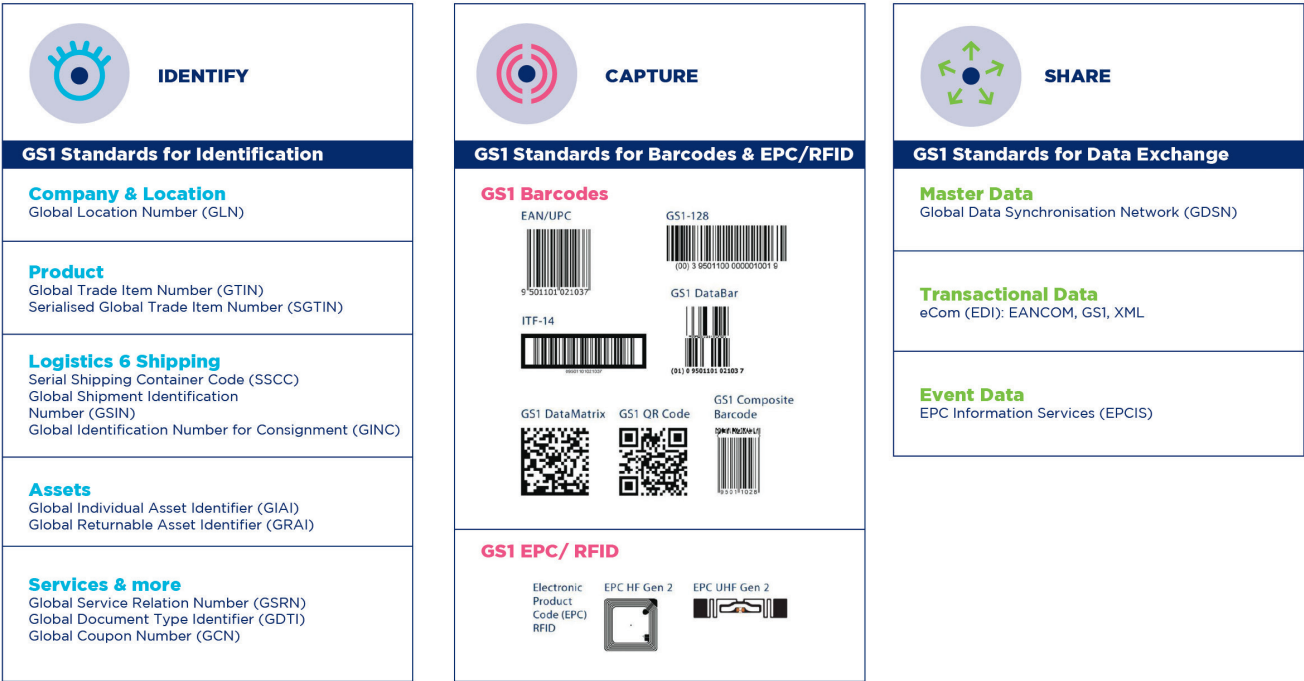 IDENTIFY
GS1 Standards for Identification
Company & Location
Global Location Number (GLN)
Product
Global Trade Item Number (GTIN)
Serialised Global Trade Item Number (SGTIN)
Logistics 6 Shipping
Serial Shipping Container Code (SSCC)
Global Shipment Identification
Number (GSIN)
Global Identification Number for Consignment (GINC)
Assets
Global Individual Asset Identifier (GIAI)
Global Returnable Asset Identifier (GRAI)
Services & more
Global Service Relation Number (GSRN)
Global Document Type Identifier (GDTI)
Global Coupon Number (GCN)
CAPTURE
GS1 Standards for Barcodes & EPC/RFID
GS1 Barcodes
EAN/UPC
9 501101 021037
GS1-128
(00) 3 9501100 000001001 9
ITF-14
GS1 DataBar
(01) 0 9501101 02103 7
GS1 DataMatrix
GS1 QR Code
GS1 Composite
Barcode
GS1 EPC/ RFID
Electronic
Product
Code (EPC)
RFID
EPC HF Gen 2
EPC UHF Gen 2
SHARE
GS1 Standards for Data Exchange
Master Data
Global Data Synchronisation Network (GDSN)
Transactional Data
eCom (EDI): EANCOM, GS1, XML
Event Data
EPC Information Services (EPCIS)